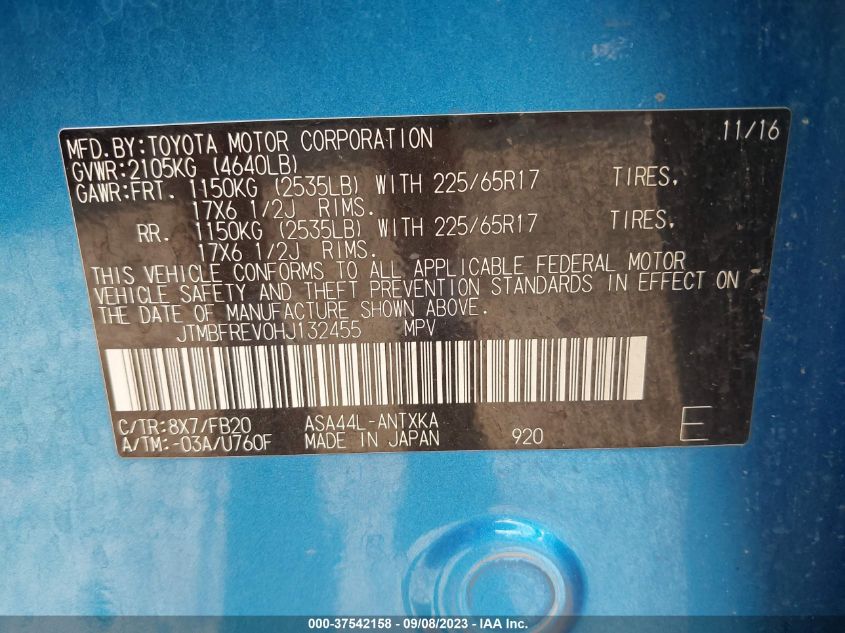 MFD.BY:TOYOTA MOTOR CORPORATION 11/16
GVWR:2105KG (4640LB)
GAWR:FRT. 1150KG (2535LB) WITH 225/65R17 TIRES,
17X6 1/2J RIMS.
RR. 1150KG (2535LB) WITH 225/65R17 TIRES,
17X6 1/2J RIMS.
THIS VEHICLE CONFORMS TO ALL APPLICABLE FEDERAL MOTOR
VEHICLE SAFETY AND THEFT PREVENTION STANDARDS IN EFFECT ON
THE DATE OF MANUFACTURE SHOWN ABOVE.
JTMBFREV0HJ132455 MPV
C/TR:8X7/FB20 ASA44L-ANTXKA
A/TM:-03A/U760F MADE IN JAPAN 920 E
000-37542158 - 09/08/2023 - IAA Inc.